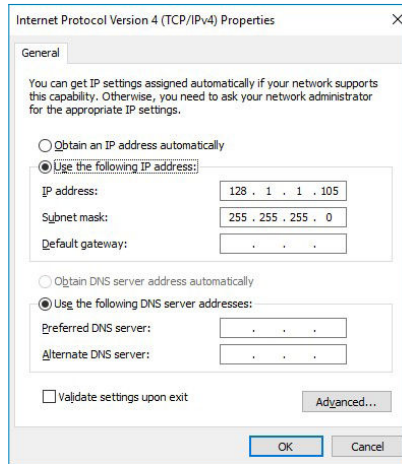 Internet Protocol Version 4 (TCP/IPv4) Properties
General
You can get IP settings assigned automatically if your network supports
this capability. Otherwise, you need to ask your network administrator
for the appropriate IP settings.
Obtain an IP address automatically
Use the following IP address:
IP address: 128 . 1 . 1 . 105
Subnet mask: 255 . 255 . 255 . 0
Default gateway: . . .
Obtain DNS server address automatically
Use the following DNS server addresses:
Preferred DNS server: . . .
Alternate DNS server: . . .
Validate settings upon exit
Advanced...
OK Cancel